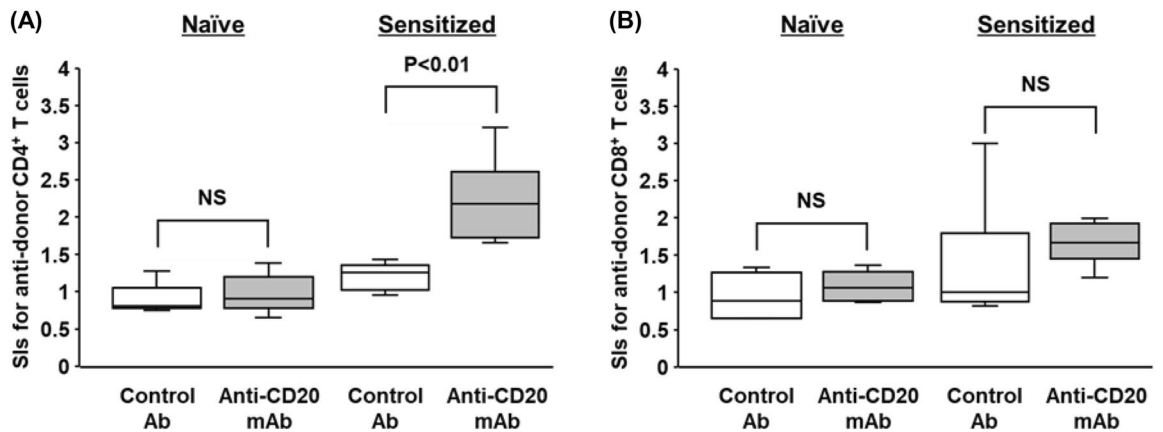 (A)
Naïve
Sensitized
SIs for anti-donor CD4+ T cells
4
3.5
3
2.5
2
1.5
1
0.5
0
NS
P<0.01
Control Ab
Anti-CD20 mAb
Control Ab
Anti-CD20 mAb
(B)
Naïve
Sensitized
SIs for anti-donor CD8+ T cells
4
3.5
3
2.5
2
1.5
1
0.5
0
NS
NS
Control Ab
Anti-CD20 mAb
Control Ab
Anti-CD20 mAb